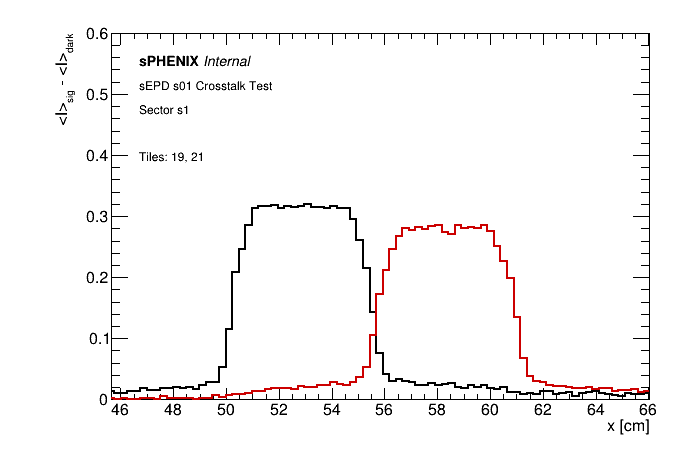 0.6
0.5
0.4
0.3
0.2
0.1
0
<I>sig - <I>dark
sPHENIX Internal
sEPD s01 Crosstalk Test
Sector s1
Tiles: 19, 21
46 48 50 52 54 56 58 60 62 64 66
x [cm]